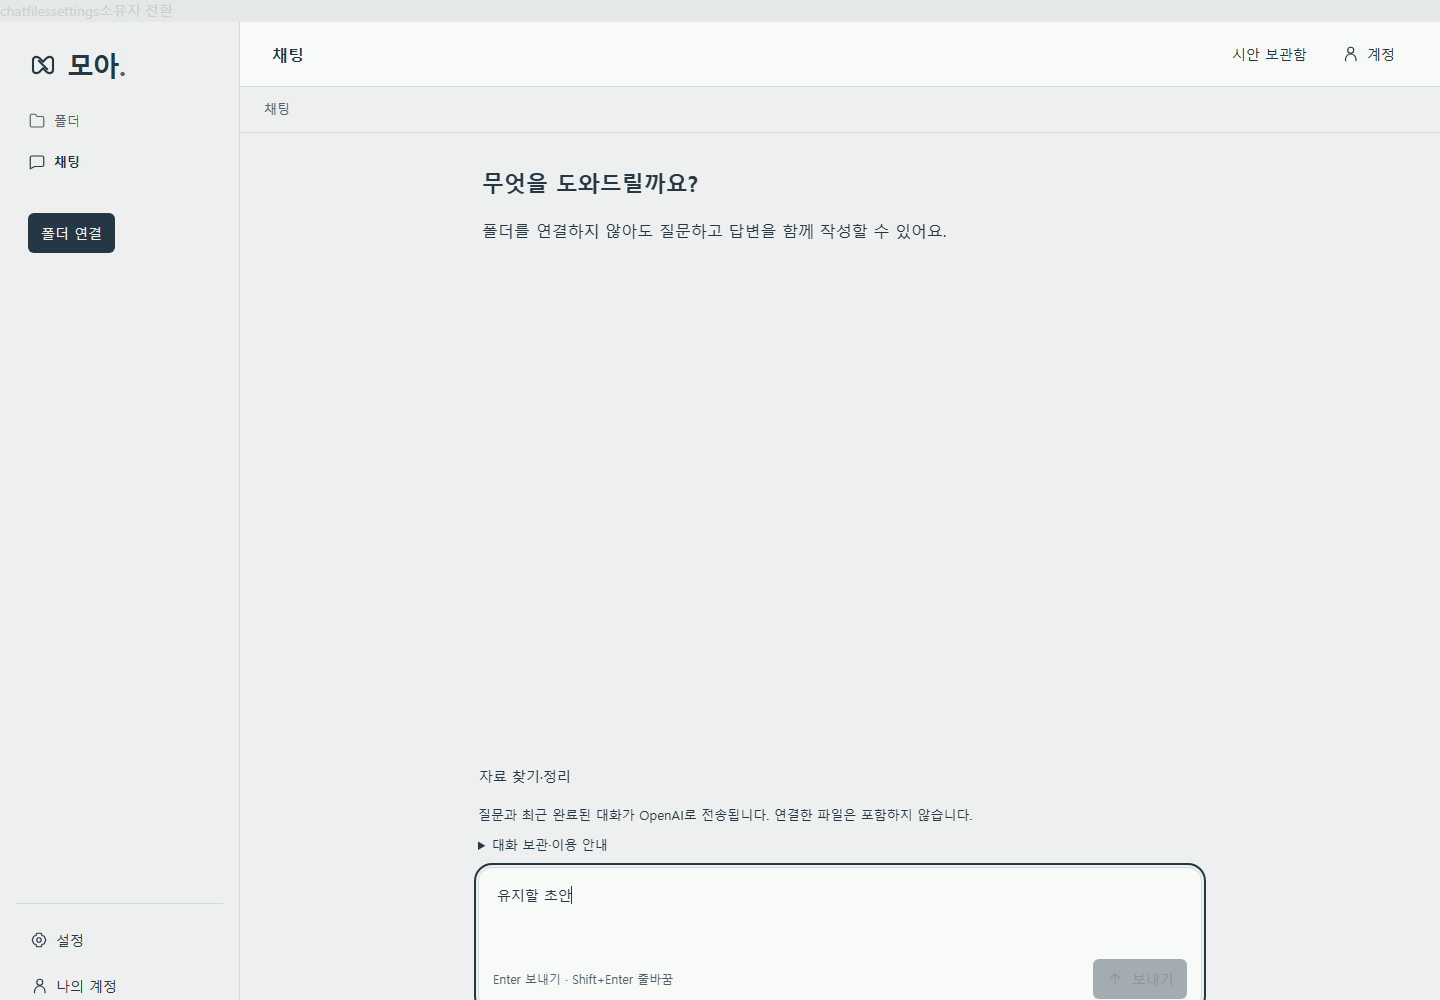 chatfilessettings소유자 전환
모아.
폴더
채팅
폴더 연결
설정
나의 계정
채팅
시안 보관함
계정
채팅
무엇을 도와드릴까요?
폴더를 연결하지 않아도 질문하고 답변을 함께 작성할 수 있어요.
자료 찾기·정리
질문과 최근 완료된 대화가 OpenAI로 전송됩니다. 연결한 파일은 포함하지 않습니다.
대화 보관·이용 안내
유지할 초안
Enter 보내기 · Shift+Enter 줄바꿈
보내기